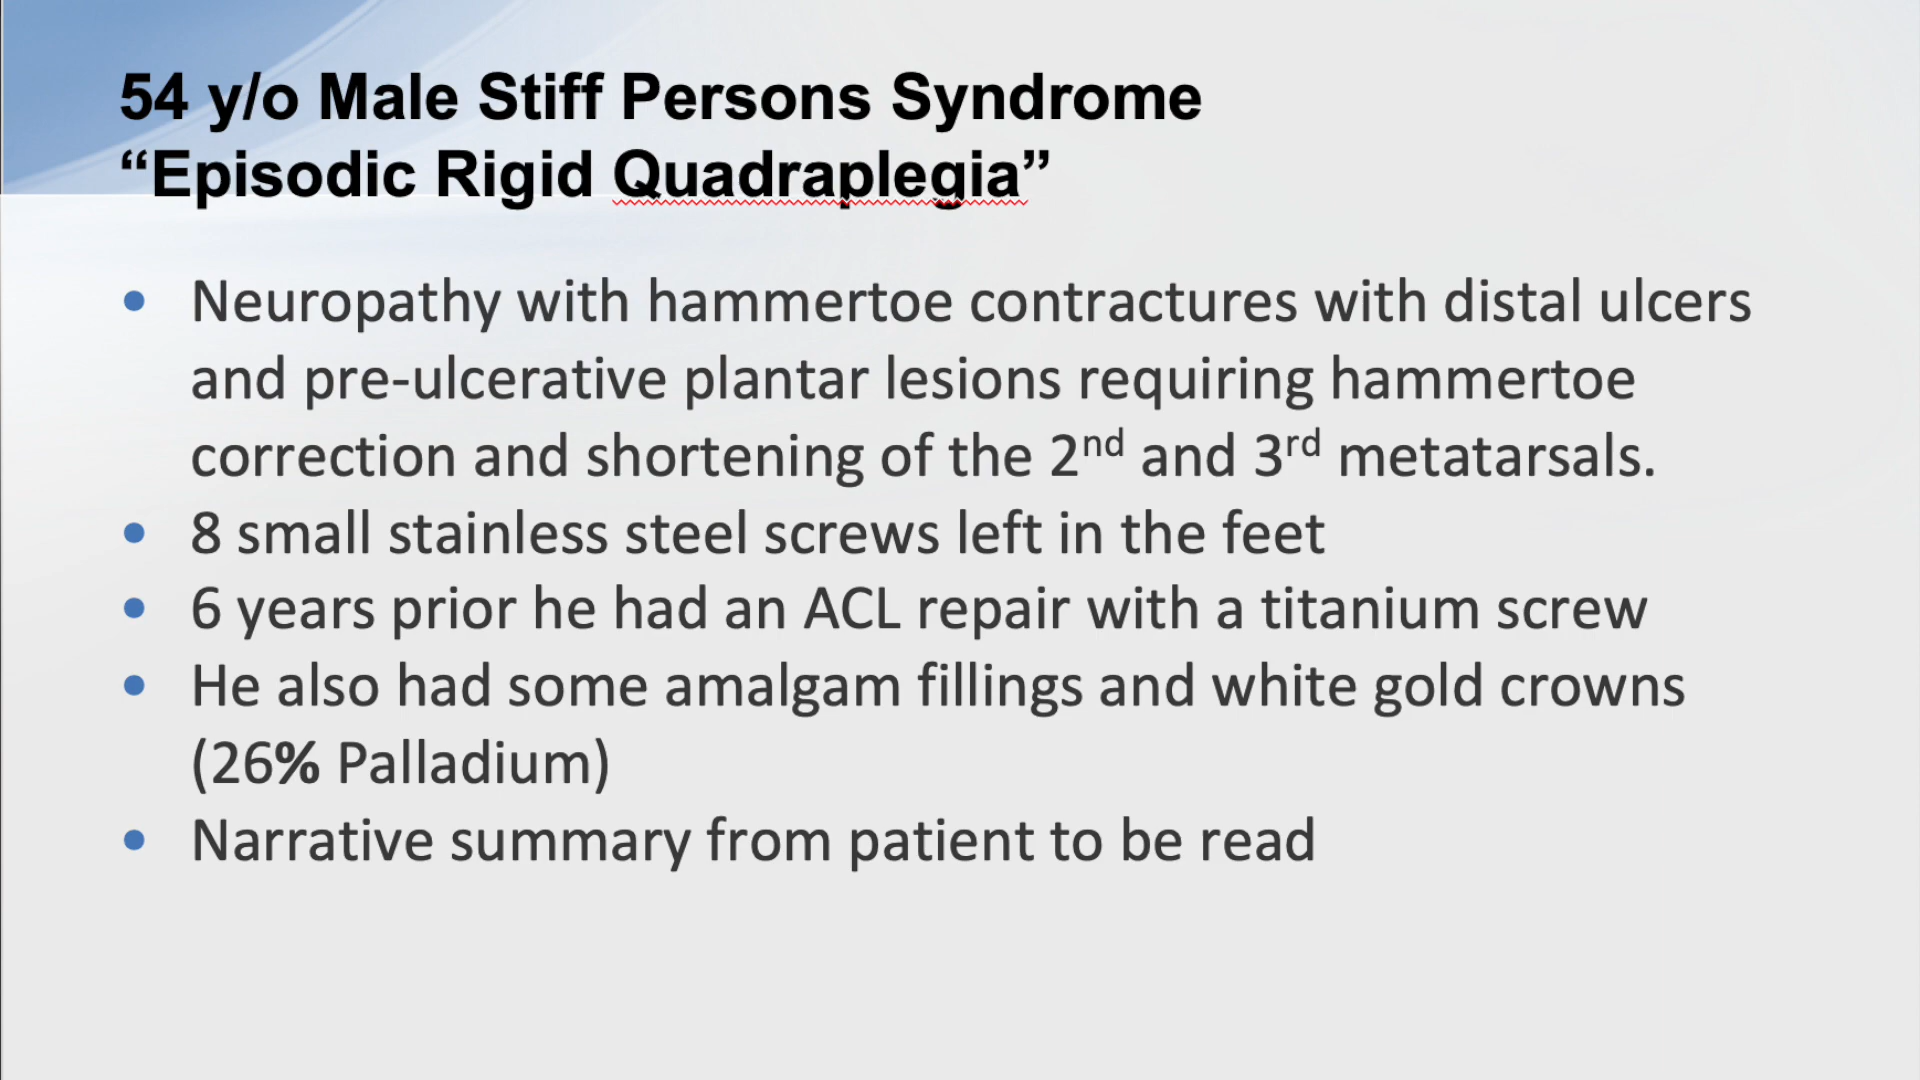 54 y/o Male Stiff Persons Syndrome
“Episodic Rigid Quadraplegia”
• Neuropathy with hammertoe contractures with distal ulcers
and pre-ulcerative plantar lesions requiring hammertoe
correction and shortening of the 2nd and 3rd metatarsals.
• 8 small stainless steel screws left in the feet
• 6 years prior he had an ACL repair with a titanium screw
• He also had some amalgam fillings and white gold crowns
(26% Palladium)
• Narrative summary from patient to be read